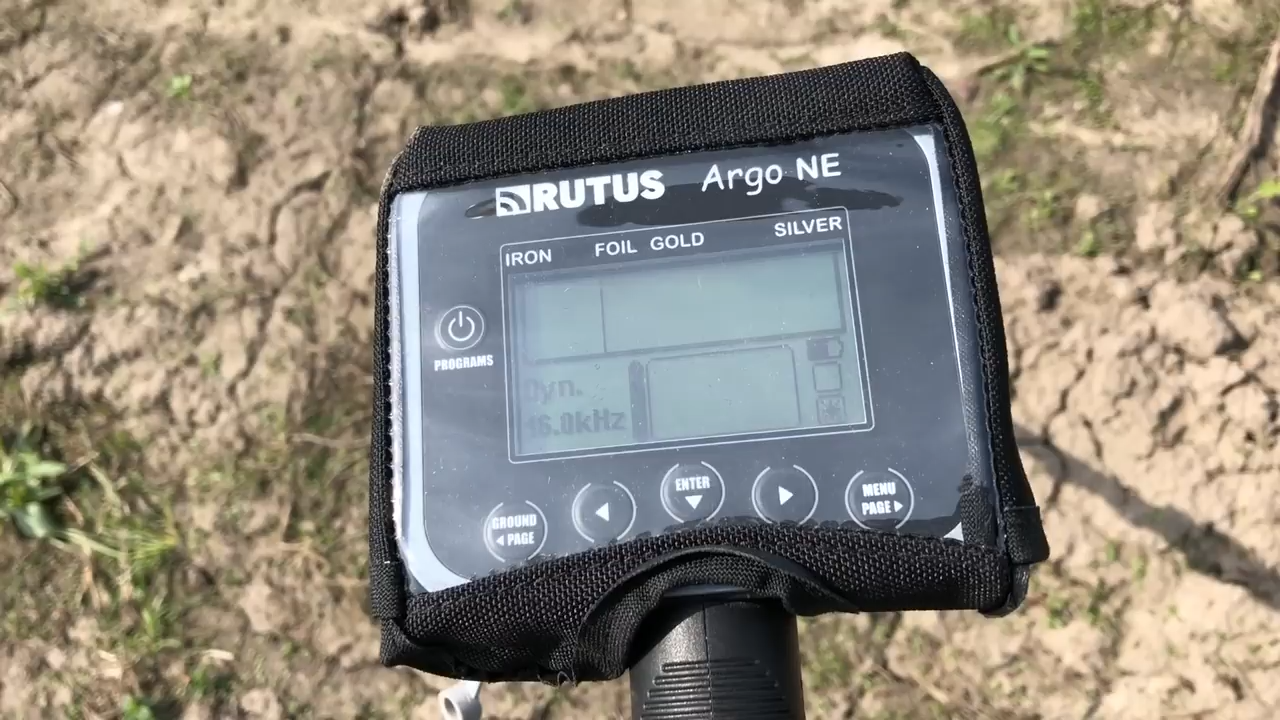 RUTUS Argo NE
IRON FOIL GOLD SILVER
PROGRAMS
Dyn.
16.0kHz
GROUND
◄ PAGE
◄
ENTER
▼
►
MENU
PAGE ►